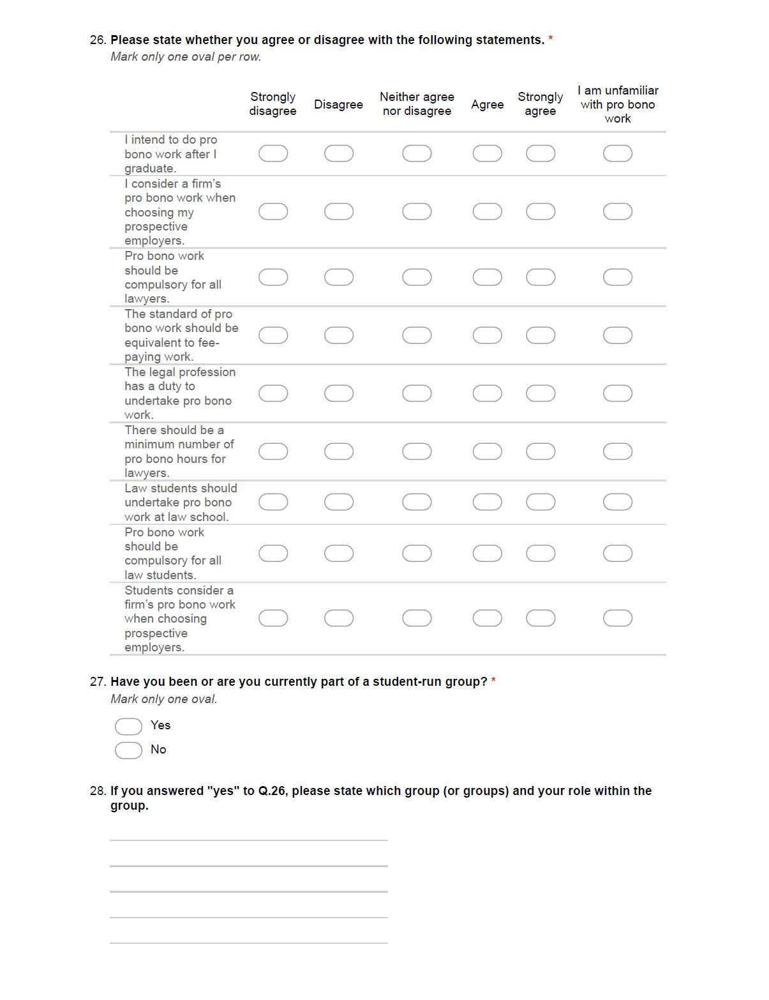 26. Please state whether you agree or disagree with the following statements. *
Mark only one oval per row.
Strongly disagree
Disagree
Neither agree nor disagree
Agree
Strongly agree
I am unfamiliar with pro bono work
I intend to do pro
bono work after I
graduate.
I consider a firm's
pro bono work when
choosing my
prospective
employers.
Pro bono work
should be
compulsory for all
lawyers.
The standard of pro
bono work should be
equivalent to fee-
paying work.
The legal profession
has a duty to
undertake pro bono
work.
There should be a
minimum number of
pro bono hours for
lawyers.
Law students should
undertake pro bono
work at law school.
Pro bono work
should be
compulsory for all
law students.
Students consider a
firm's pro bono work
when choosing
prospective
employers.
27. Have you been or are you currently part of a student-run group? *
Mark only one oval.
Yes
No
28. If you answered "yes" to Q.26, please state which group (or groups) and your role within the
group.